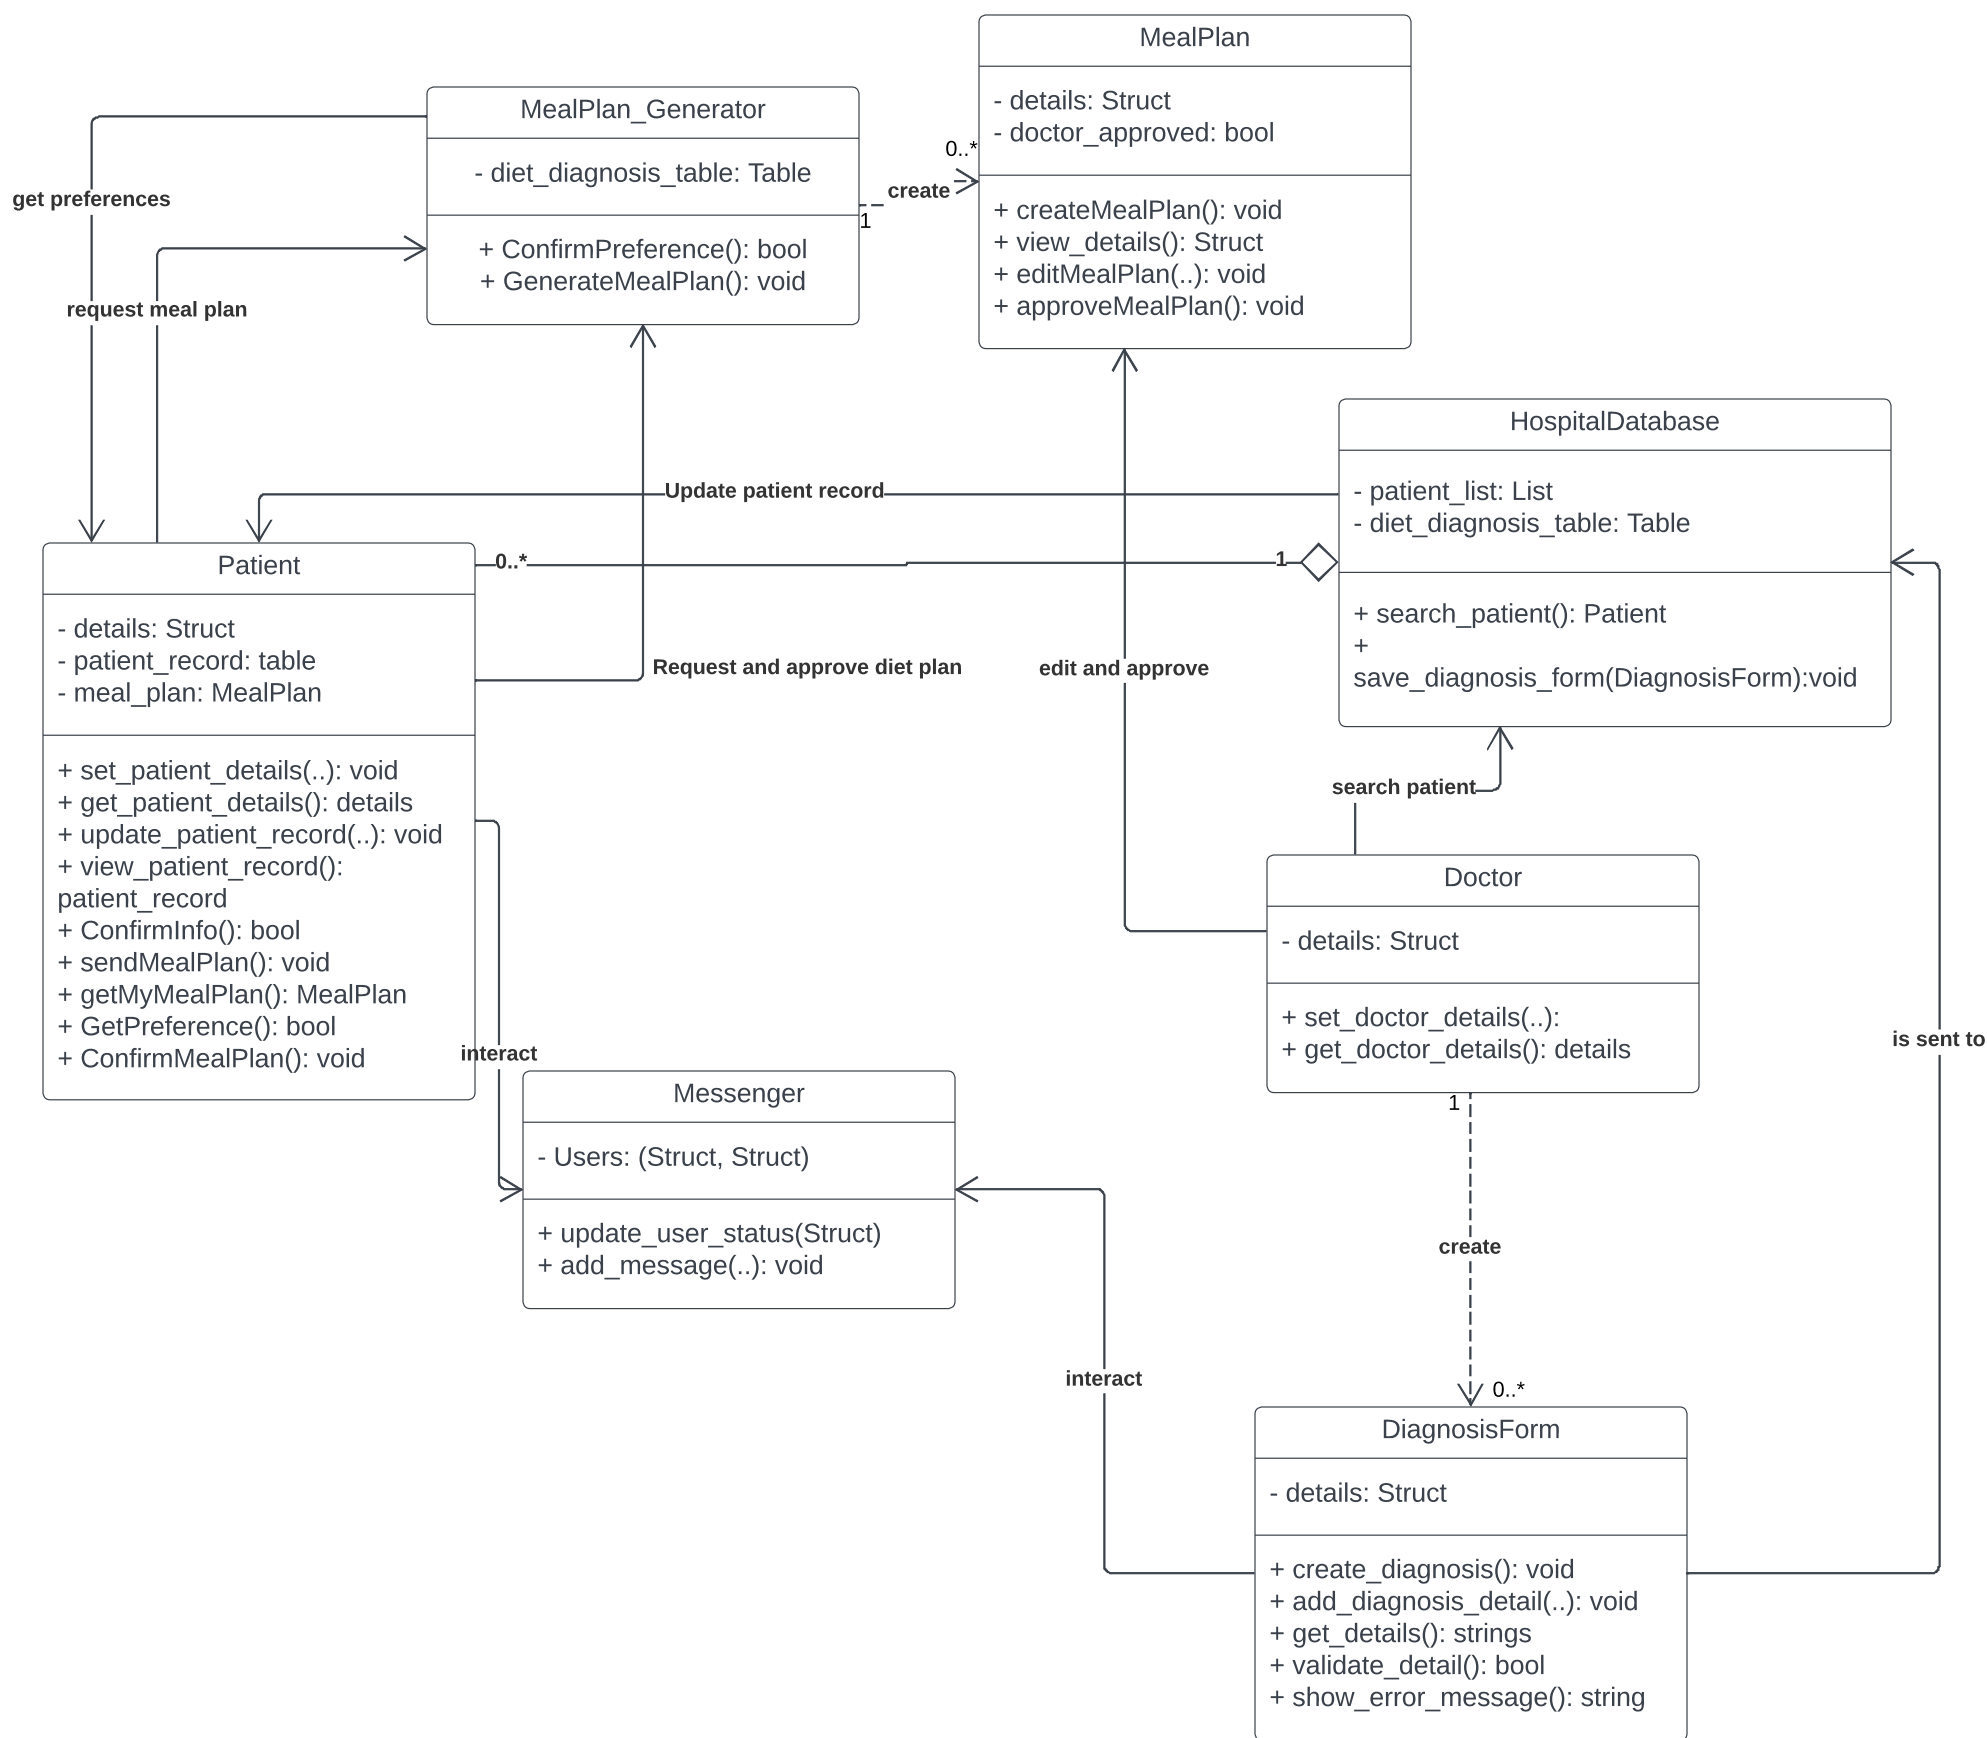 MealPlan
- details: Struct
- doctor_approved: bool
+ createMealPlan(): void
+ view_details(): Struct
+ editMealPlan(..): void
+ approveMealPlan(): void
MealPlan_Generator
- diet_diagnosis_table: Table
+ ConfirmPreference(): bool
+ GenerateMealPlan(): void
0..*
create
1
get preferences
request meal plan
HospitalDatabase
- patient_list: List
- diet_diagnosis_table: Table
+ search_patient(): Patient
+
save_diagnosis_form(DiagnosisForm):void
Update patient record
0..*
1
Patient
- details: Struct
- patient_record: table
- meal_plan: MealPlan
+ set_patient_details(..): void
+ get_patient_details(): details
+ update_patient_record(..): void
+ view_patient_record():
patient_record
+ ConfirmInfo(): bool
+ sendMealPlan(): void
+ getMyMealPlan(): MealPlan
+ GetPreference(): bool
+ ConfirmMealPlan(): void
Request and approve diet plan
edit and approve
search patient
Doctor
- details: Struct
+ set_doctor_details(..):
+ get_doctor_details(): details
is sent to
interact
Messenger
- Users: (Struct, Struct)
+ update_user_status(Struct)
+ add_message(..): void
1
create
0..*
interact
DiagnosisForm
- details: Struct
+ create_diagnosis(): void
+ add_diagnosis_detail(..): void
+ get_details(): strings
+ validate_detail(): bool
+ show_error_message(): string